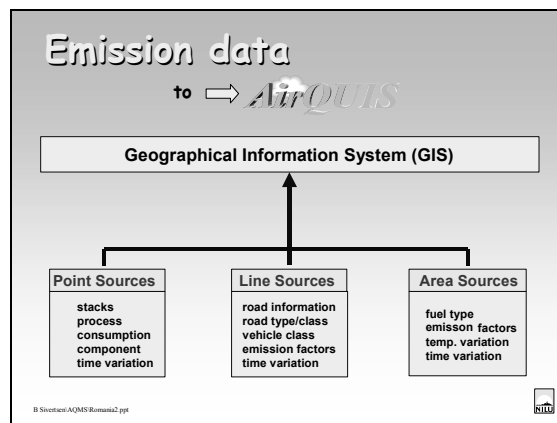 Emission data
to AirQUIS
Geographical Information System (GIS)
Point Sources
stacks
process
consumption
component
time variation
Line Sources
road information
road type/class
vehicle class
emission factors
time variation
Area Sources
fuel type
emisson factors
temp. variation
time variation
B Sivertsen\AQMS\Romania2.ppt
NILU